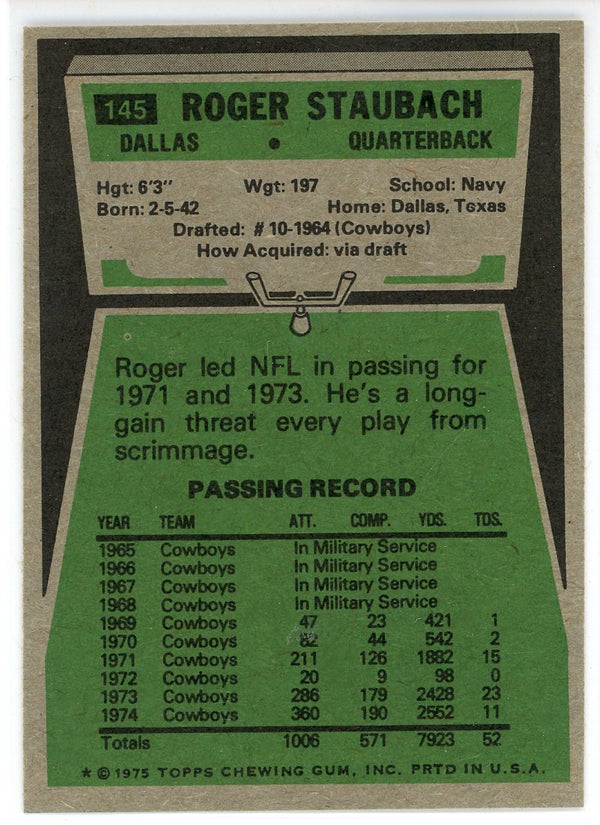 145 ROGER STAUBACH
DALLAS • QUARTERBACK
Hgt: 6'3" Wgt: 197 School: Navy
Born: 2-5-42 Home: Dallas, Texas
Drafted: #10-1964 (Cowboys)
How Acquired: via draft
Roger led NFL in passing for
1971 and 1973. He's a long-
gain threat every play from
scrimmage.
PASSING RECORD
YEAR TEAM ATT. COMP. YDS. TDS.
1965 Cowboys In Military Service
1966 Cowboys In Military Service
1967 Cowboys In Military Service
1968 Cowboys In Military Service
1969 Cowboys 47 23 421 1
1970 Cowboys 82 44 542 2
1971 Cowboys 211 126 1882 15
1972 Cowboys 20 9 98 0
1973 Cowboys 286 179 2428 23
1974 Cowboys 360 190 2552 11
Totals 1006 571 7923 52
* © 1975 TOPPS CHEWING GUM, INC. PRTD IN U.S.A.